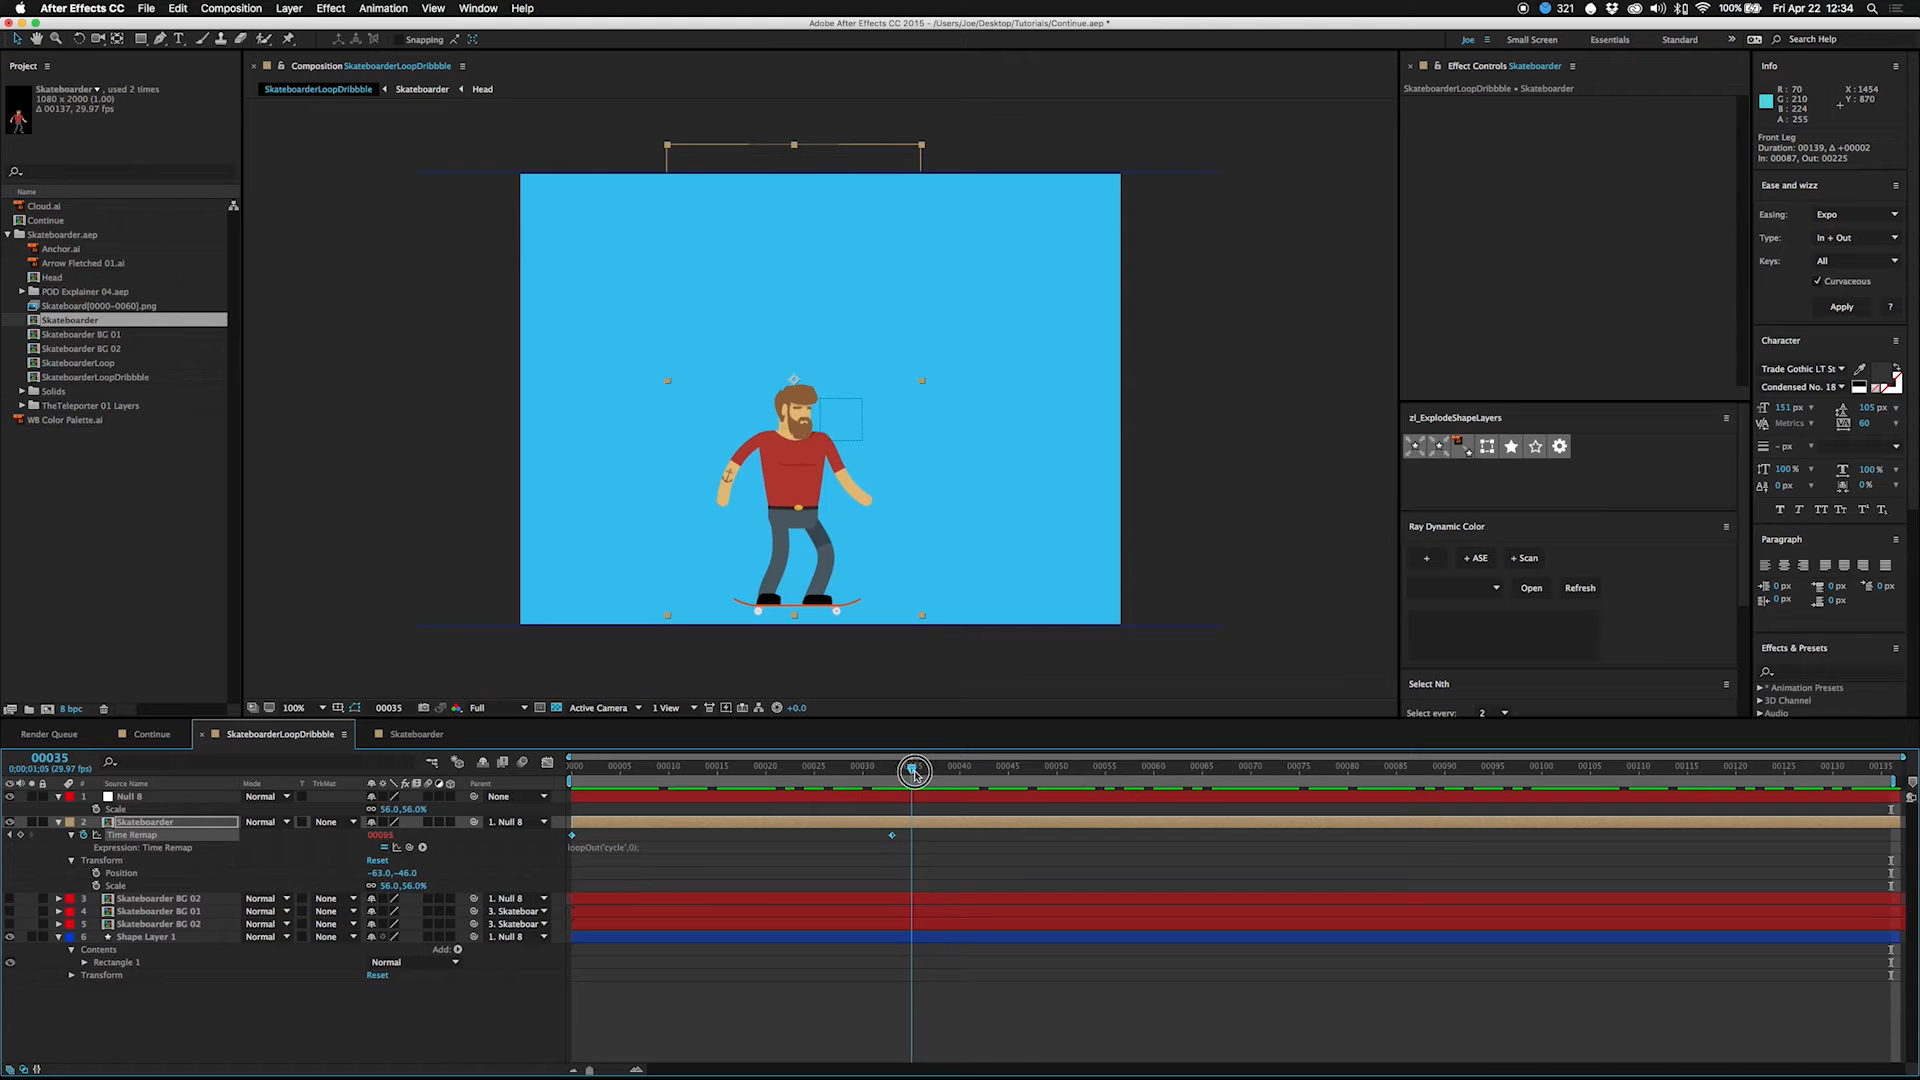 After Effects CC File Edit Composition Layer Effect Animation View Window Help 321 100% Fri Apr 22 12:34
Adobe After Effects CC 2015 - /Users/Joe/Desktop/Tutorials/Continue.aep *
Snapping Joe Small Screen Essentials Standard Search Help
Project
Skateboarder , used 2 times
1080 x 2000 (1.00)
Δ 00137, 29.97 fps
Name
Cloud.ai
Continue
Skateboarder.aep
Anchor.ai
Arrow Fletched 01.ai
Head
POD Explainer 04.aep
Skateboard[0000-0060].png
Skateboarder
Skateboarder BG 01
Skateboarder BG 02
SkateboarderLoop
SkateboarderLoopDribbble
Solids
TheTeleporter 01 Layers
WB Color Palette.ai
8 bpc
Composition SkateboarderLoopDribbble
SkateboarderLoopDribbble Skateboarder Head
100% 00035 Full Active Camera 1 View +0.0
Effect Controls Skateboarder
SkateboarderLoopDribbble • Skateboarder
zl_ExplodeShapeLayers
Ray Dynamic Color
+ + ASE + Scan
Open Refresh
Select Nth
Select every: 2
Info
R : 70 X : 1454
G : 210 Y : 870
B : 224
A : 255
Front Leg
Duration: 00139, Δ +00002
In: 00087, Out: 00225
Ease and wizz
Easing: Expo
Type: In + Out
Keys: All
Curvaceous
Apply ?
Character
Trade Gothic LT St
Condensed No. 18
151 px 105 px
Metrics 60
- px
100 % 100 %
0 px 0 %
T T TT Tt T¹ T₁
Paragraph
0 px 0 px 0 px
0 px 0 px
Effects & Presets
* Animation Presets
3D Channel
Audio
Render Queue Continue SkateboarderLoopDribbble Skateboarder
00035
0;00;01;05 (29.97 fps)
0000 00005 00010 00015 00020 00025 00030 00040 00045 00050 00055 00060 00065 00070 00075 00080 00085 00090 00095 00100 00105 00110 00115 00120 00125 00130 00135
# Source Name Mode T TrkMat Parent
1 Null 8 Normal None
Scale 56.0,56.0%
2 Skateboarder Normal None 1. Null 8
Time Remap 00095
Expression: Time Remap loopOut('cycle',0);
Transform Reset
Position -63.0,-46.0
Scale 56.0,56.0%
3 Skateboarder BG 02 Normal None 1. Null 8
4 Skateboarder BG 01 Normal None 3. Skateboar
5 Skateboarder BG 02 Normal None 3. Skateboar
6 Shape Layer 1 Normal None 1. Null 8
Contents Add:
Rectangle 1 Normal
Transform Reset